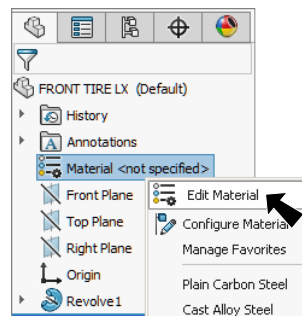 FRONT TIRE LX (Default)
History
A Annotations
Material <not specified>
Front Plane
Edit Material
Top Plane
Configure Material
Right Plane
Manage Favorites
Origin
Plain Carbon Steel
Revolve1
Cast Alloy Steel